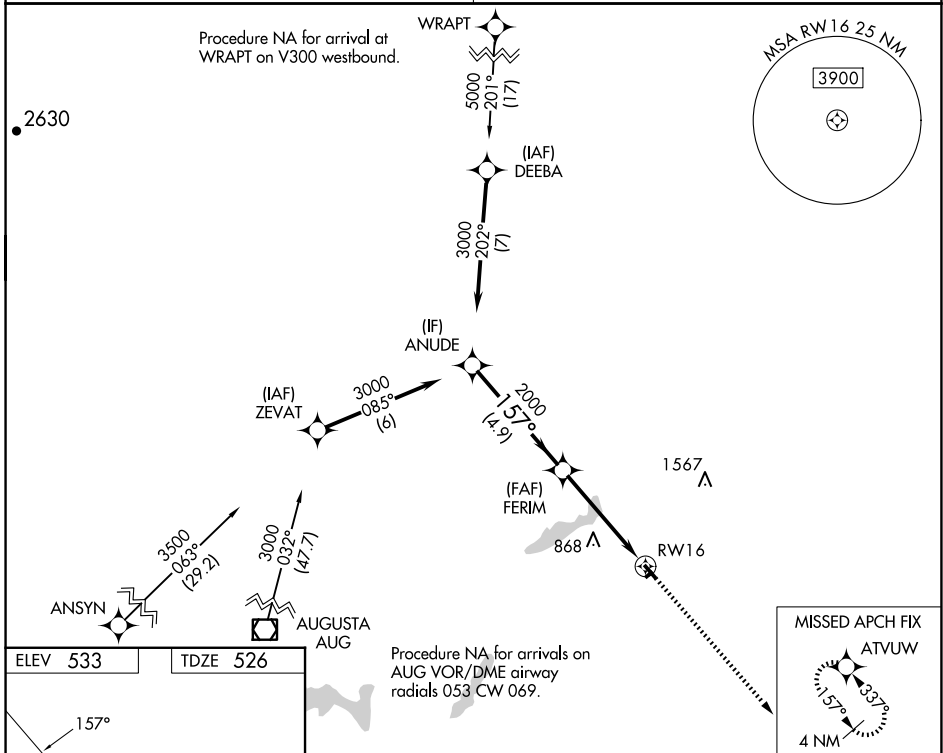 WRAPT
Procedure NA for arrival at
WRAPT on V300 westbound.
MSA RW16 25 NM
3900
5000
201°
(17)
2630
(IAF)
DEEBA
3000
202°
(7)
(IF)
ANUDE
(IAF)
ZEVAT
3000
085°
(6)
2000
157°
(4.9)
1567
(FAF)
FERIM
868
RW16
3500
063°
(29.2)
3000
032°
(47.7)
ANSYN
AUGUSTA
AUG
MISSED APCH FIX
ATVUW
157°
337°
4 NM
Procedure NA for arrivals on
AUG VOR/DME airway
radials 053 CW 069.
ELEV 533
TDZE 526
157°